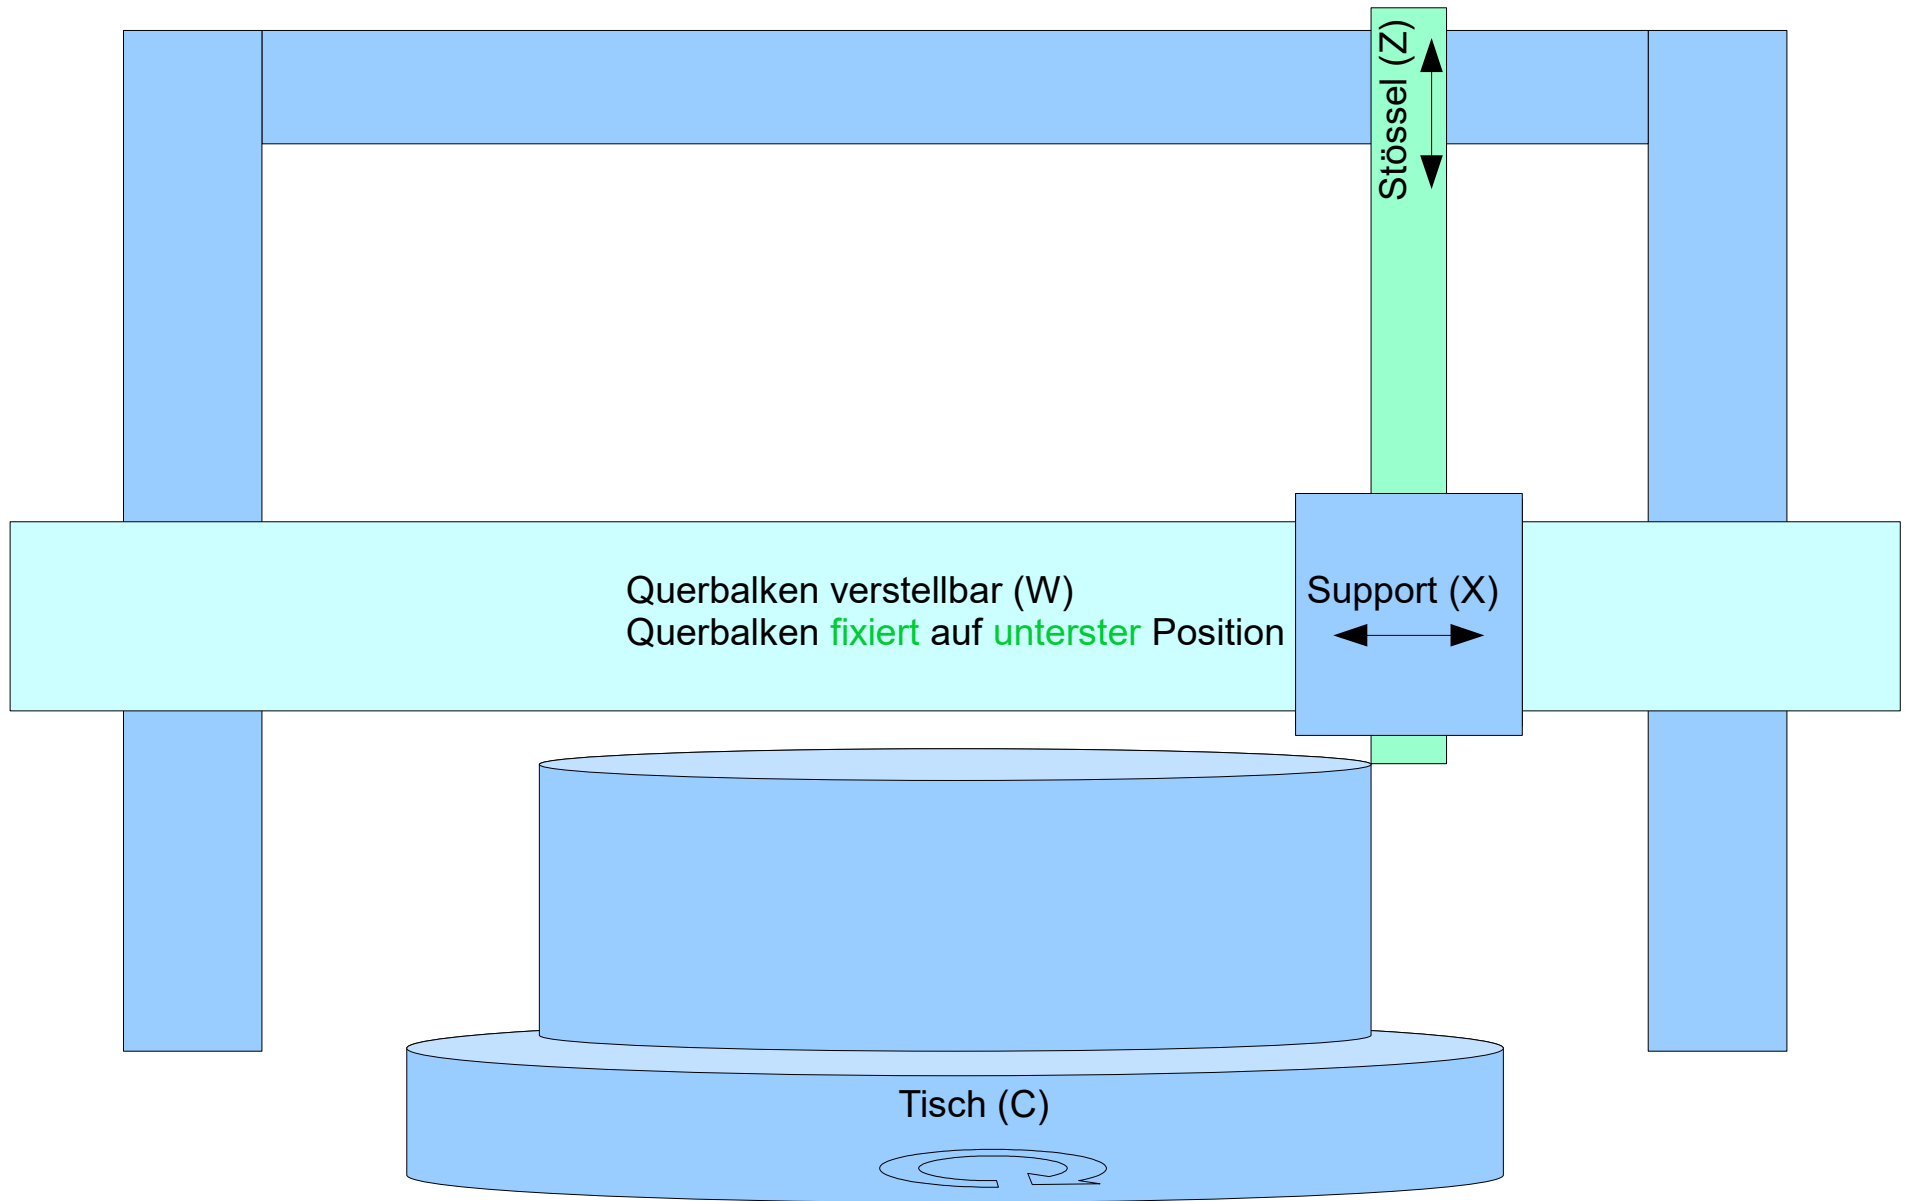 Stössel (Z)
Querbalken verstellbar (W)
Querbalken fixiert auf unterster Position
Support (X)
Tisch (C)